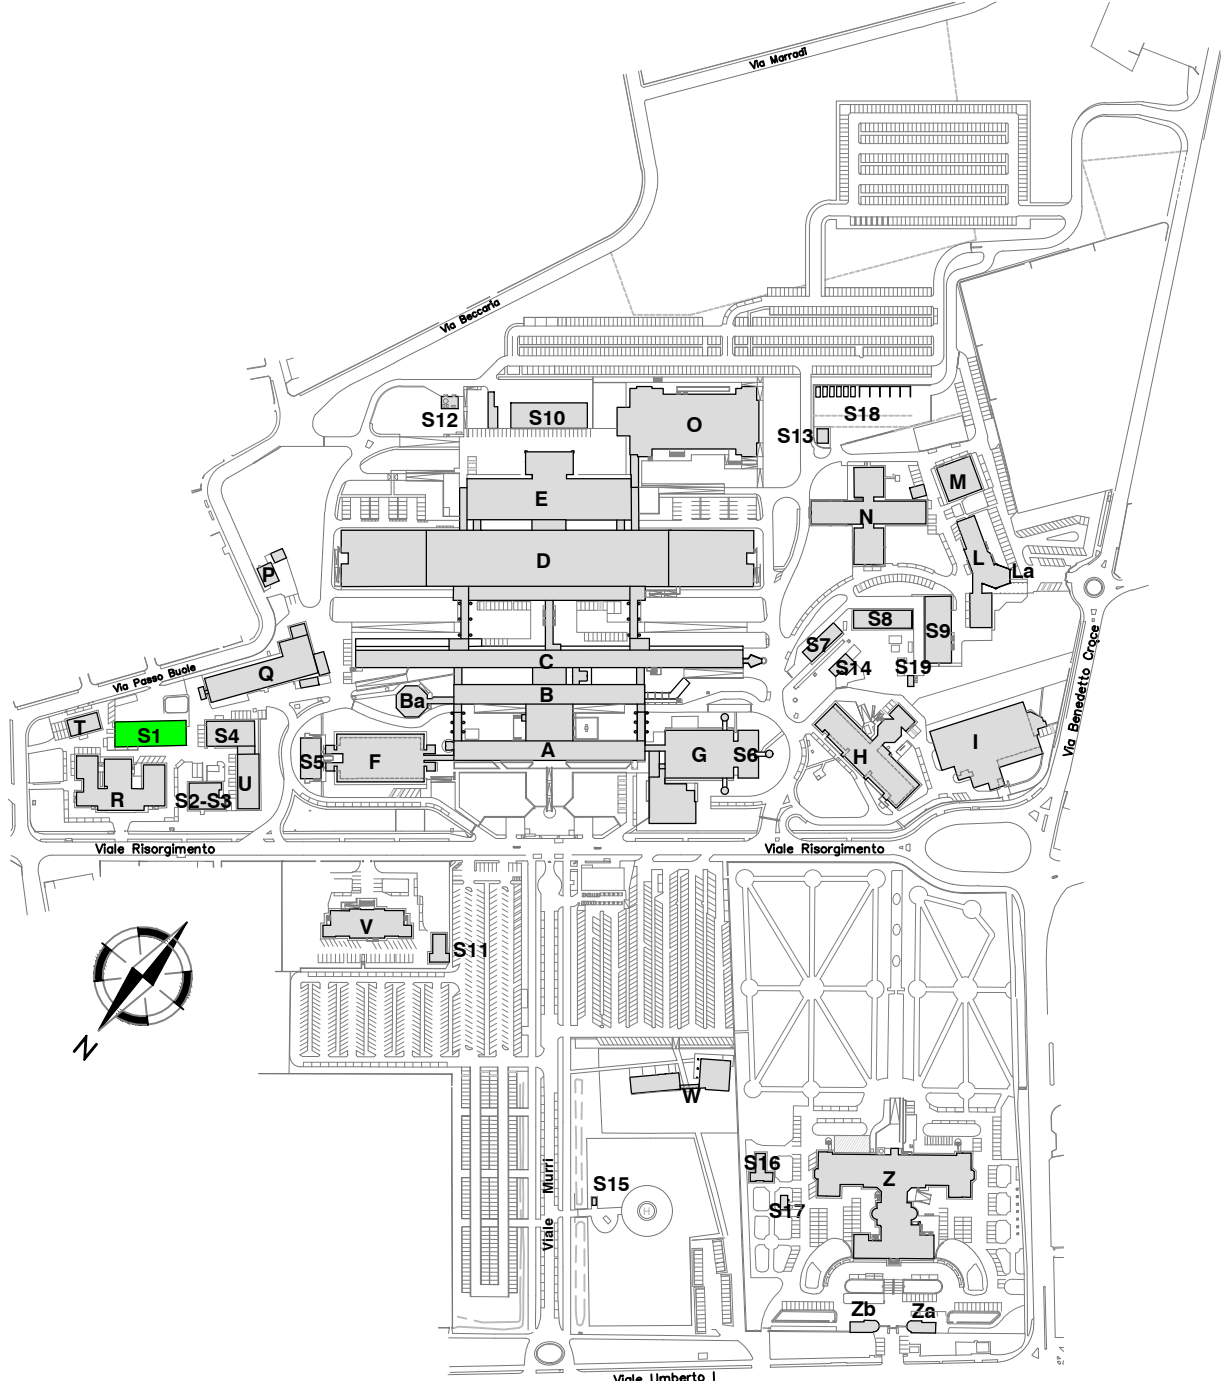 Via Marradi
Via Beccaria
S12
S10
O
S13
S18
E
N
M
D
L
La
P
S8
S9
S7
S14
S19
C
Q
Via Passo Buole
B
Ba
T
S1
S4
A
S5
F
G
S6
H
I
Via Benedetto Croce
R
S2-S3
U
Viale Risorgimento
Viale Risorgimento
V
S11
N
W
Viale Murri
S15
H
S16
S17
Z
Zb
Za
Viale Umberto I